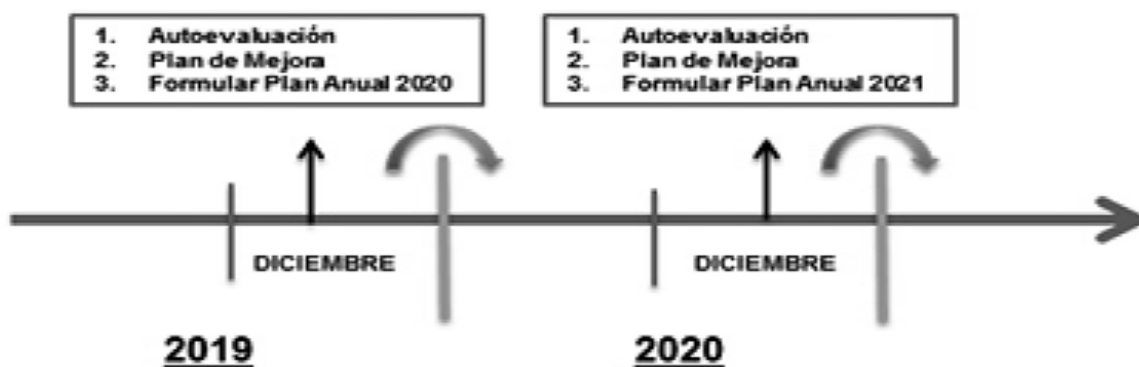 1. Autoevaluación
2. Plan de Mejora
3. Formular Plan Anual 2020
1. Autoevaluación
2. Plan de Mejora
3. Formular Plan Anual 2021
DICIEMBRE
DICIEMBRE
2019
2020